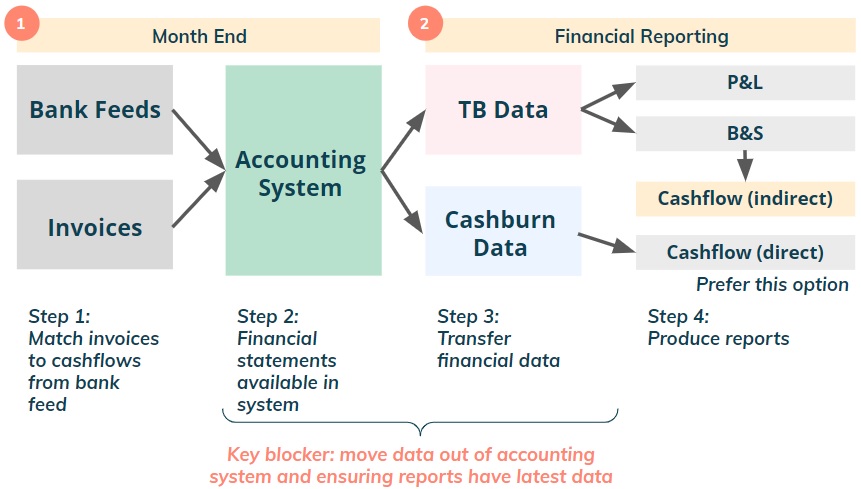 1
Month End
2
Financial Reporting
Bank Feeds
Invoices
Accounting
System
TB Data
Cashburn
Data
P&L
B&S
Cashflow (indirect)
Cashflow (direct)
Prefer this option
Step 1:
Match invoices
to cashflows
from bank
feed
Step 2:
Financial
statements
available in
system
Step 3:
Transfer
financial data
Step 4:
Produce reports
Key blocker: move data out of accounting
system and ensuring reports have latest data